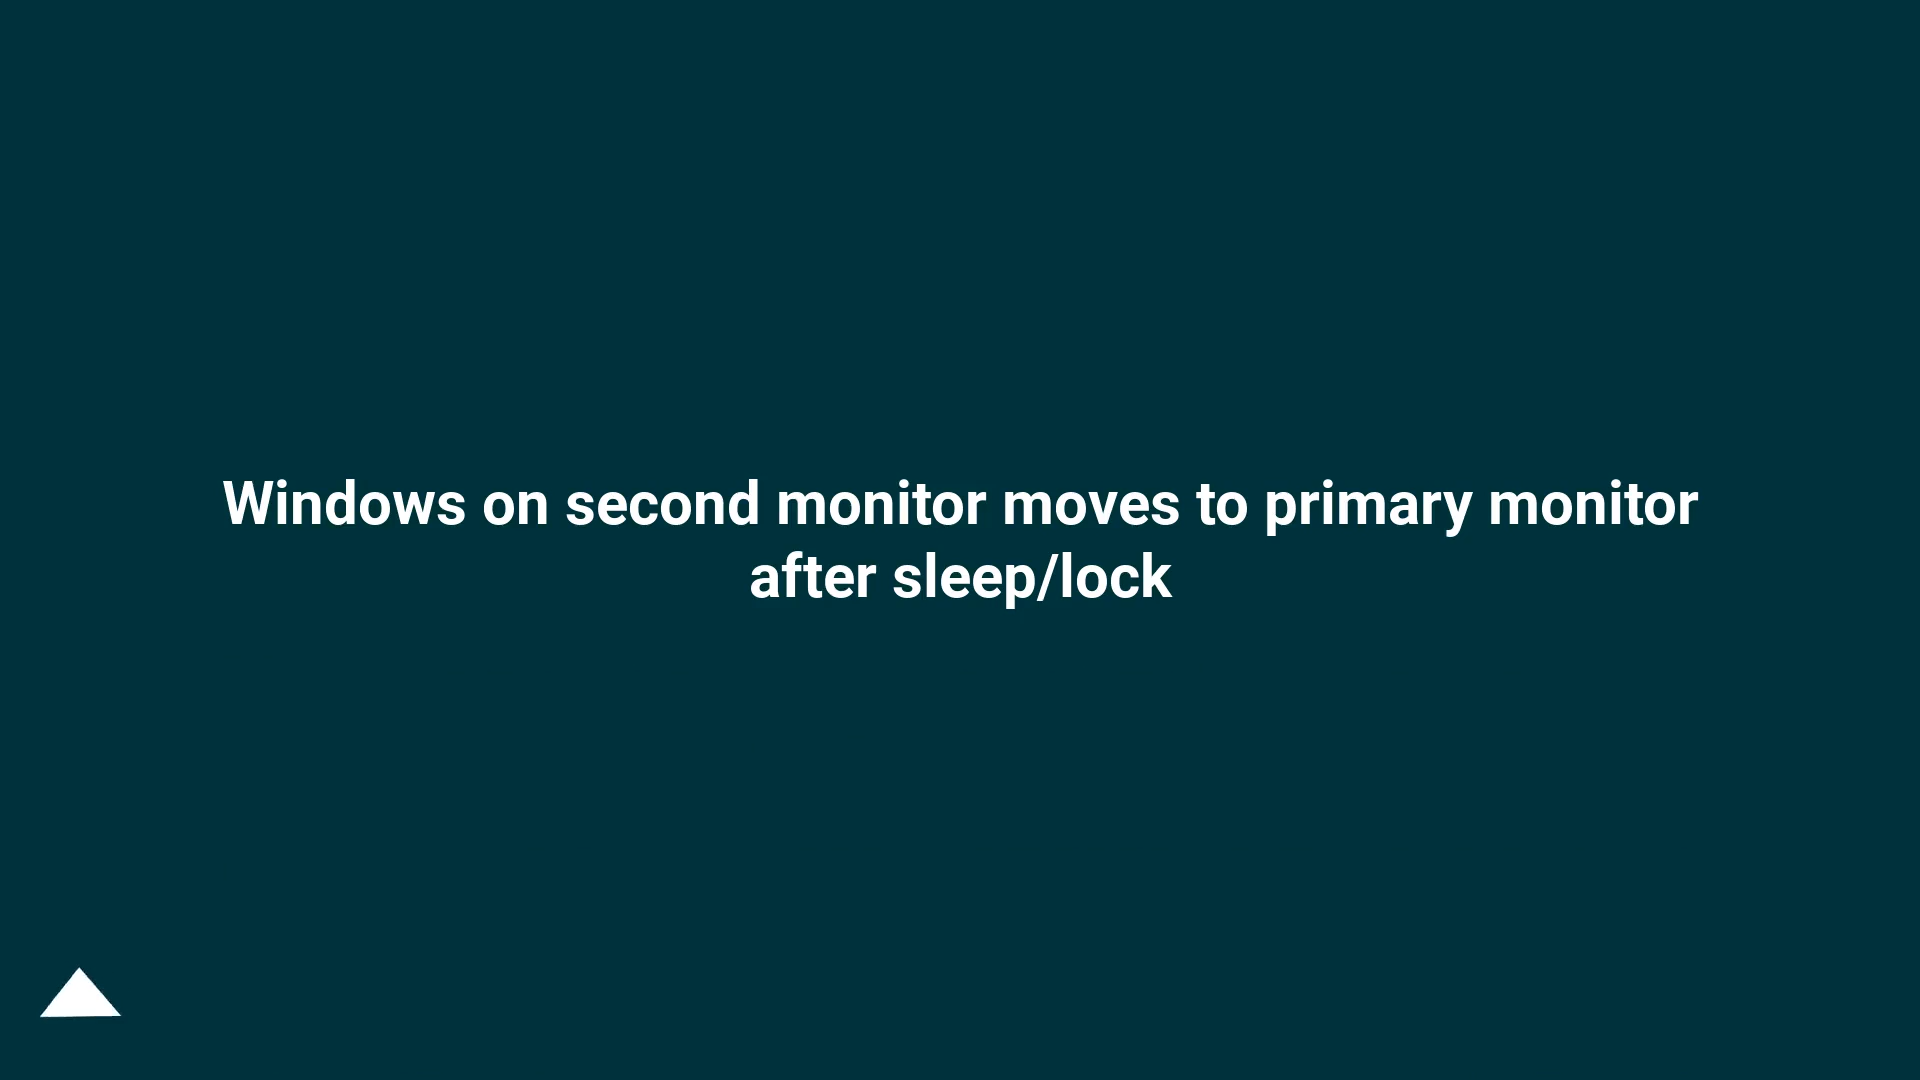 Windows on second monitor moves to primary monitor
after sleep/lock